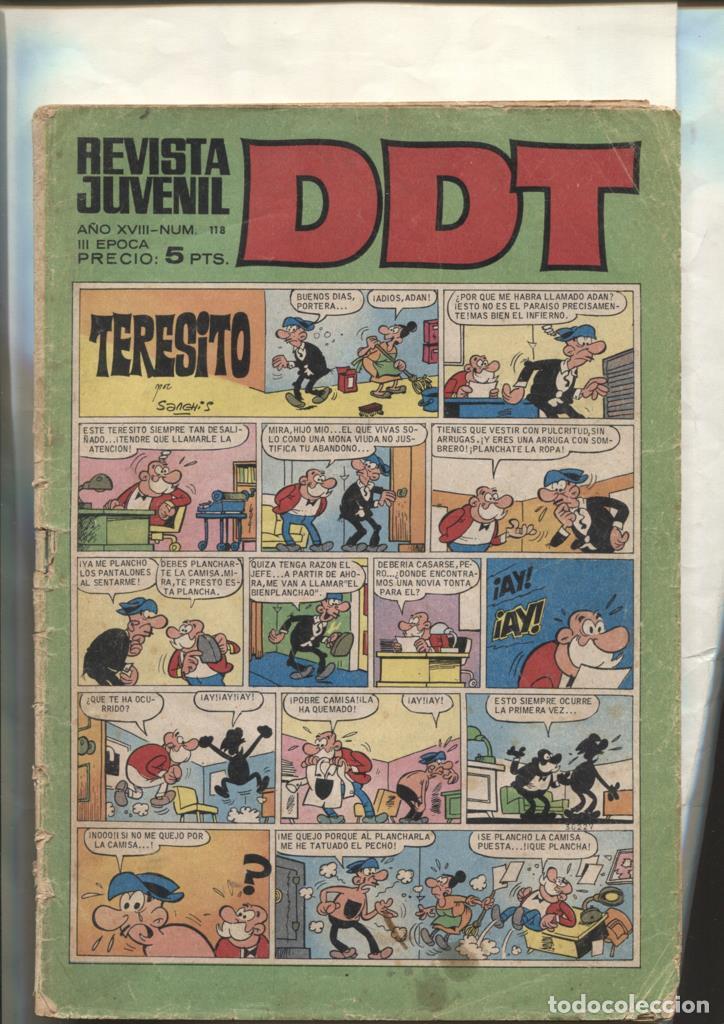 REVISTA
JUVENIL
DDT
AÑO XVIII-NUM. 118
III EPOCA
PRECIO: 5 PTS.
TERESITO
por
Sanchis
BUENOS DIAS,
PORTERA...
¡ADIOS, ADAN!
¿POR QUE ME HABRA LLAMADO ADAN?
¡ESTO NO ES EL PARAISO PRECISAMEN-
TE!MAS BIEN EL INFIERNO.
ESTE TERESITO SIEMPRE TAN DESALI-
ÑADO...¡TENDRE QUE LLAMARLE LA
ATENCION!
MIRA, HIJO MIO... EL QUE VIVAS SO-
LO COMO UNA MONA VIUDA NO JUS-
TIFICA TU ABANDONO...
TIENES QUE VESTIR CON PULCRITUD, SIN
ARRUGAS. ¡Y ERES UNA ARRUGA CON SOM-
BRERO! ¡PLANCHATE LA ROPA!
¡YA ME PLANCHO
LOS PANTALONES
AL SENTARME!
DEBES PLANCHAR-
TE LA CAMISA. MI-
RA, TE PRESTO ES-
TA PLANCHA.
QUIZA TENGA RAZON EL
JEFE...A PARTIR DE AHO-
RA, ME VAN A LLAMAR "EL
BIENPLANCHAO".
DEBERIA CASARSE, PE-
RO...¿DONDE ENCONTRA-
MOS UNA NOVIA TONTA
PARA EL?
¡AY!
¡AY!
¿QUE TE HA OCU-
RRIDO?
¡AY!¡AY!¡AY!
¡POBRE CAMISA!¡LA
HA QUEMADO!
¡AY!¡AY!
ESTO SIEMPRE OCURRE
LA PRIMERA VEZ...
30227
¡NOOO!¡SI NO ME QUEJO POR
LA CAMISA...!
¿?
¡ME QUEJO PORQUE AL PLANCHARLA
ME HE TATUADO EL PECHO!
¡SE PLANCHO LA CAMISA
PUESTA...!¡QUE PLANCHA!
todocoleccion